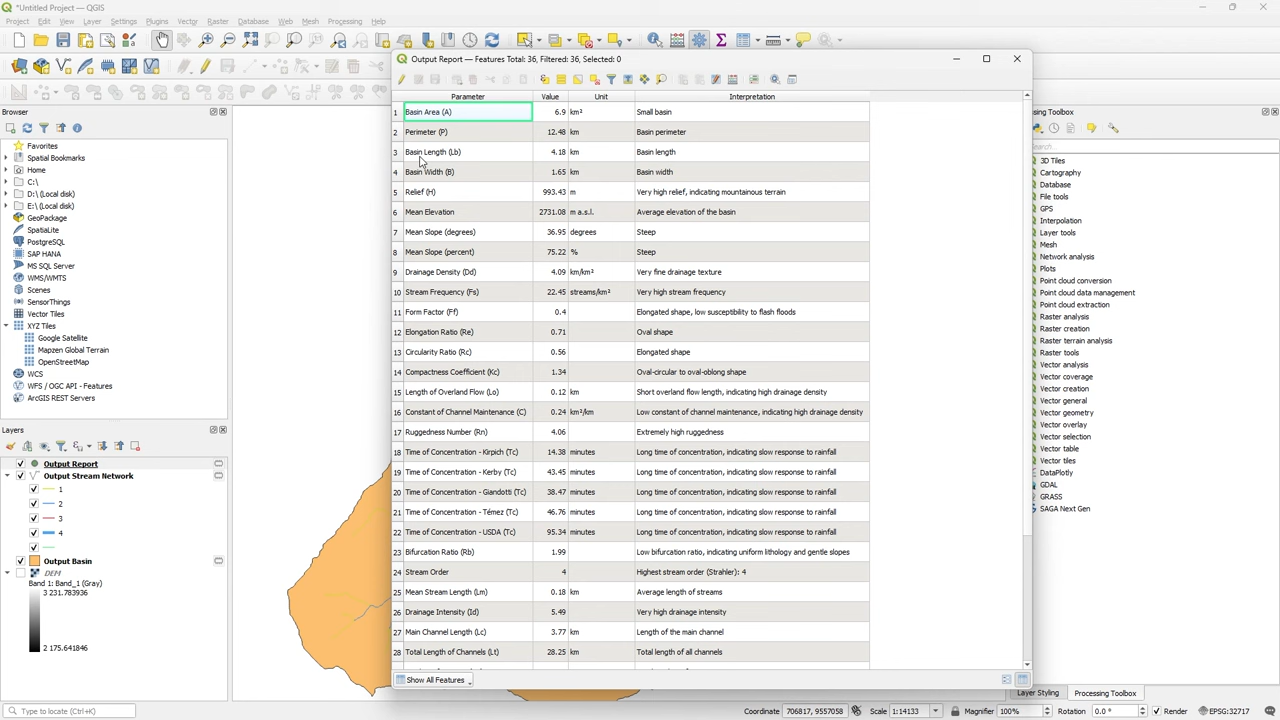 *Untitled Project — QGIS
Project Edit View Layer Settings Plugins Vector Raster Database Web Mesh Processing Help
Output Report — Features Total: 36, Filtered: 36, Selected: 0
Browser
Favorites
Spatial Bookmarks
Home
C:\
D:\ (Local disk)
E:\ (Local disk)
GeoPackage
SpatiaLite
PostgreSQL
SAP HANA
MS SQL Server
WMS/WMTS
Scenes
SensorThings
Vector Tiles
XYZ Tiles
Google Satellite
Mapzen Global Terrain
OpenStreetMap
WCS
WFS / OGC API - Features
ArcGIS REST Servers
Layers
Output Report
Output Stream Network
1
2
3
4
Output Basin
DEM
Band 1: Band_1 (Gray)
3 231.783936
2 175.641846
Parameter Value Unit Interpretation
1 Basin Area (A) 6.9 km² Small basin
2 Perimeter (P) 12.48 km Basin perimeter
3 Basin Length (Lb) 4.18 km Basin length
4 Basin Width (B) 1.65 km Basin width
5 Relief (H) 993.43 m Very high relief, indicating mountainous terrain
6 Mean Elevation 2731.08 m a.s.l. Average elevation of the basin
7 Mean Slope (degrees) 36.95 degrees Steep
8 Mean Slope (percent) 75.22 % Steep
9 Drainage Density (Dd) 4.09 km/km² Very fine drainage texture
10 Stream Frequency (Fs) 22.45 streams/km² Very high stream frequency
11 Form Factor (Ff) 0.4 Elongated shape, low susceptibility to flash floods
12 Elongation Ratio (Re) 0.71 Oval shape
13 Circularity Ratio (Rc) 0.56 Elongated shape
14 Compactness Coefficient (Kc) 1.34 Oval-circular to oval-oblong shape
15 Length of Overland Flow (Lo) 0.12 km Short overland flow length, indicating high drainage density
16 Constant of Channel Maintenance (C) 0.24 km²/km Low constant of channel maintenance, indicating high drainage density
17 Ruggedness Number (Rn) 4.06 Extremely high ruggedness
18 Time of Concentration - Kirpich (Tc) 14.38 minutes Long time of concentration, indicating slow response to rainfall
19 Time of Concentration - Kerby (Tc) 43.45 minutes Long time of concentration, indicating slow response to rainfall
20 Time of Concentration - Giandotti (Tc) 38.47 minutes Long time of concentration, indicating slow response to rainfall
21 Time of Concentration - Témez (Tc) 46.76 minutes Long time of concentration, indicating slow response to rainfall
22 Time of Concentration - USDA (Tc) 95.34 minutes Long time of concentration, indicating slow response to rainfall
23 Bifurcation Ratio (Rb) 1.99 Low bifurcation ratio, indicating uniform lithology and gentle slopes
24 Stream Order 4 Highest stream order (Strahler): 4
25 Mean Stream Length (Lm) 0.18 km Average length of streams
26 Drainage Intensity (Id) 5.49 Very high drainage intensity
27 Main Channel Length (Lc) 3.77 km Length of the main channel
28 Total Length of Channels (Lt) 28.25 km Total length of all channels
Show All Features
sing Toolbox
3D Tiles
Cartography
Database
File tools
GPS
Interpolation
Layer tools
Mesh
Network analysis
Plots
Point cloud conversion
Point cloud data management
Point cloud extraction
Raster analysis
Raster creation
Raster terrain analysis
Raster tools
Vector analysis
Vector coverage
Vector creation
Vector general
Vector geometry
Vector overlay
Vector selection
Vector table
Vector tiles
DataPlotly
GDAL
GRASS
SAGA Next Gen
Layer Styling Processing Toolbox
Type to locate (Ctrl+K) Coordinate 706817, 9557058 Scale 1:14133 Magnifier 100% Rotation 0.0 ° Render EPSG:32717